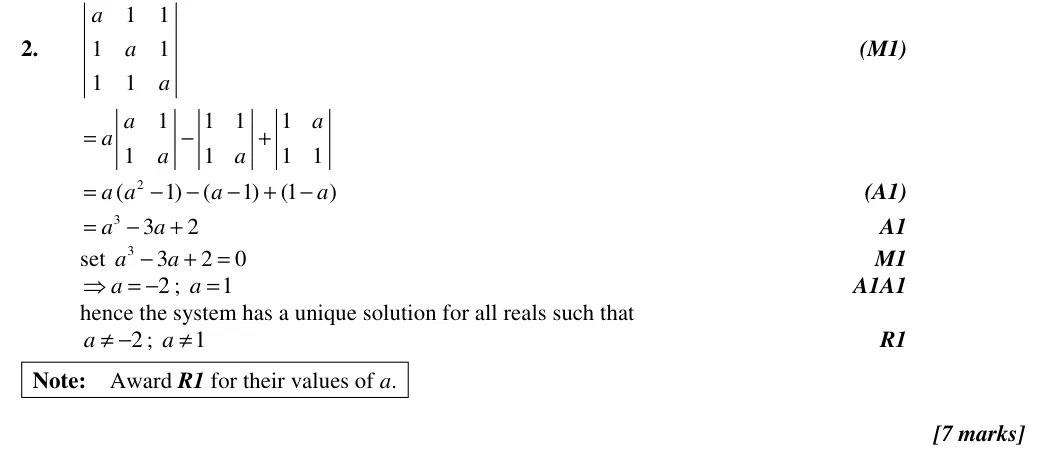 2. | a 1 1 |
| 1 a 1 | (M1)
| 1 1 a |
= a | a 1 | − | 1 1 | + | 1 a |
| 1 a | | 1 a | | 1 1 |
= a(a² − 1) − (a − 1) + (1 − a) (A1)
= a³ − 3a + 2 A1
set a³ − 3a + 2 = 0 M1
⇒ a = −2 ; a = 1 A1A1
hence the system has a unique solution for all reals such that
a ≠ −2 ; a ≠ 1 R1
Note: Award R1 for their values of a.
[7 marks]